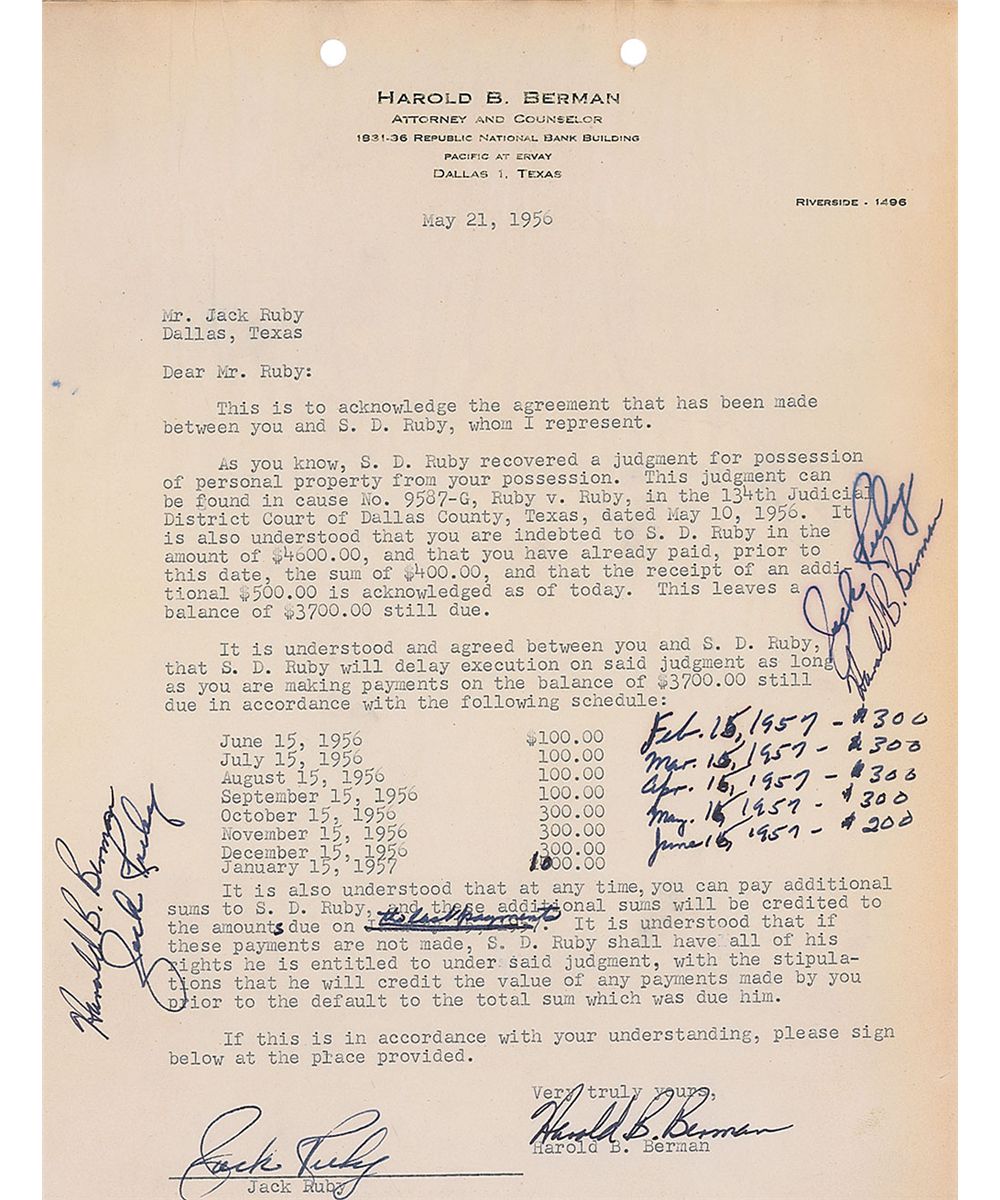 HAROLD B. BERMAN
ATTORNEY AND COUNSELOR
1831-36 REPUBLIC NATIONAL BANK BUILDING
PACIFIC AT ERVAY
DALLAS 1, TEXAS
RIVERSIDE - 1496
May 21, 1956
Mr. Jack Ruby
Dallas, Texas
Dear Mr. Ruby:
This is to acknowledge the agreement that has been made
between you and S. D. Ruby, whom I represent.
As you know, S. D. Ruby recovered a judgment for possession
of personal property from your possession. This judgment can
be found in cause No. 9587-G, Ruby v. Ruby, in the 134th Judicial
District Court of Dallas County, Texas, dated May 10, 1956. It
is also understood that you are indebted to S. D. Ruby in the
amount of $4600.00, and that you have already paid, prior to
this date, the sum of $400.00, and that the receipt of an addi-
tional $500.00 is acknowledged as of today. This leaves a
balance of $3700.00 still due.
Jack Ruby
Harold B. Berman
It is understood and agreed between you and S. D. Ruby,
that S. D. Ruby will delay execution on said judgment as long
as you are making payments on the balance of $3700.00 still
due in accordance with the following schedule:
June 15, 1956 $100.00
July 15, 1956 100.00
August 15, 1956 100.00
September 15, 1956 100.00
October 15, 1956 300.00
November 15, 1956 300.00
December 15, 1956 300.00
January 15, 1957 00.00
Feb. 15, 1957 - $300
Mar. 15, 1957 - $300
Apr. 15, 1957 - $300
May. 15, 1957 - $300
June 15, 1957 - $200
Harold B. Berman
Jack Ruby
It is also understood that at any time, you can pay additional
sums to S. D. Ruby, and these additional sums will be credited to
the amounts due on the last payment. It is understood that if
these payments are not made, S. D. Ruby shall have all of his
rights he is entitled to under said judgment, with the stipula-
tions that he will credit the value of any payments made by you
prior to the default to the total sum which was due him.
If this is in accordance with your understanding, please sign
below at the place provided.
Very truly yours,
Harold B. Berman
Harold B. Berman
Jack Ruby
Jack Ruby